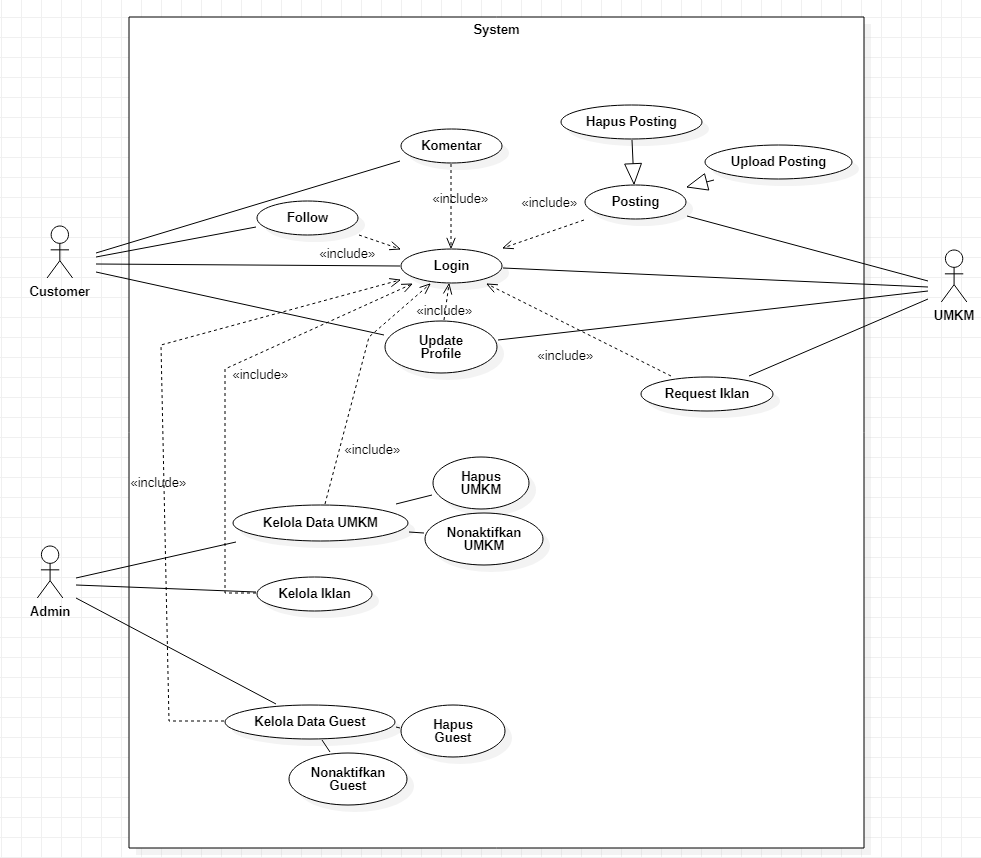 System
Hapus Posting
Komentar
Upload Posting
«include»
«include»
Posting
Follow
«include»
Login
Customer
UMKM
«include»
Update
Profile
«include»
«include»
Request Iklan
«include»
«include»
Hapus
UMKM
Kelola Data UMKM
Nonaktifkan
UMKM
Kelola Iklan
Admin
Kelola Data Guest
Hapus
Guest
Nonaktifkan
Guest